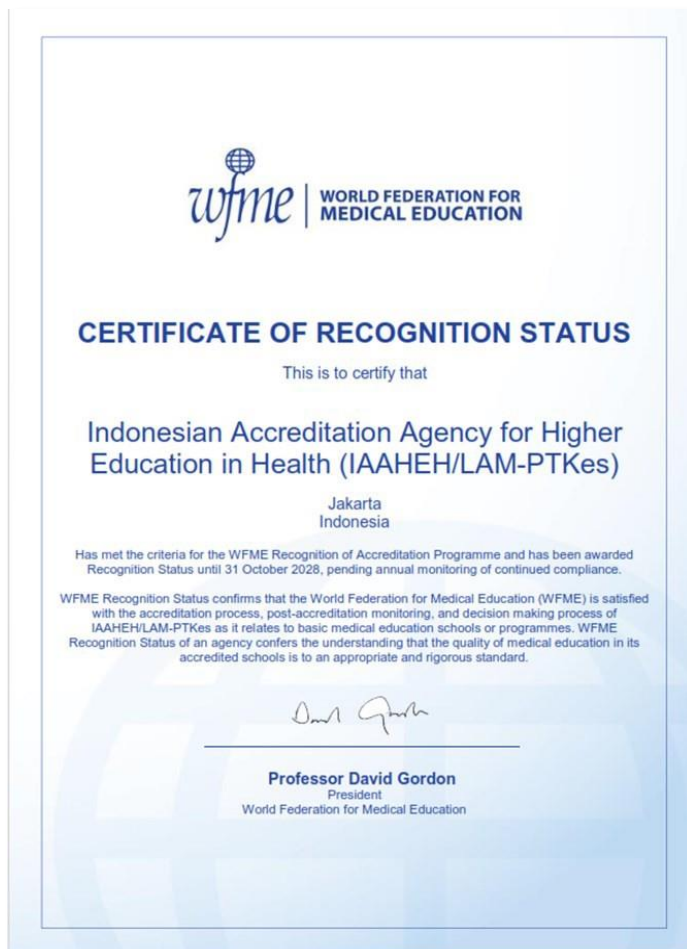 wfme
WORLD FEDERATION FOR
MEDICAL EDUCATION
CERTIFICATE OF RECOGNITION STATUS
This is to certify that
Indonesian Accreditation Agency for Higher
Education in Health (IAAHEH/LAM-PTKes)
Jakarta
Indonesia
Has met the criteria for the WFME Recognition of Accreditation Programme and has been awarded
Recognition Status until 31 October 2028, pending annual monitoring of continued compliance.
WFME Recognition Status confirms that the World Federation for Medical Education (WFME) is satisfied
with the accreditation process, post-accreditation monitoring, and decision making process of
IAAHEH/LAM-PTKes as it relates to basic medical education schools or programmes. WFME
Recognition Status of an agency confers the understanding that the quality of medical education in its
accredited schools is to an appropriate and rigorous standard.
David Gordon
Professor David Gordon
President
World Federation for Medical Education